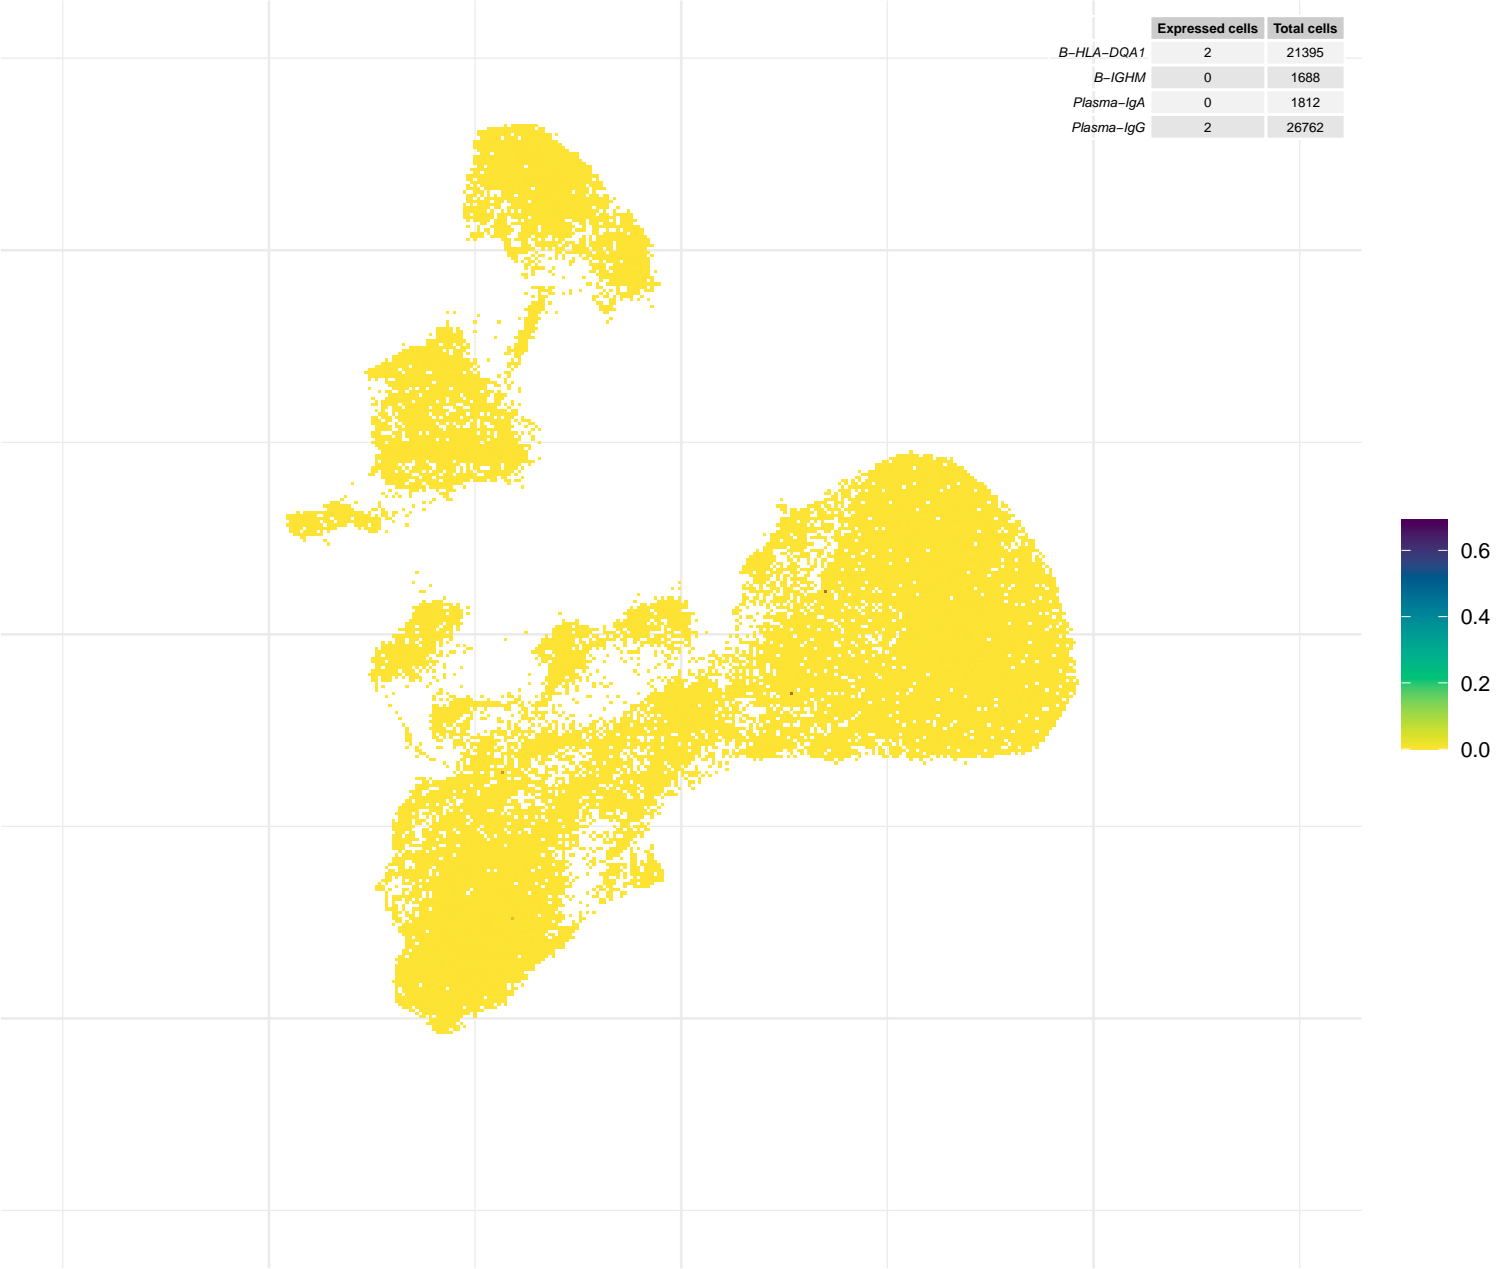 Expressed cells Total cells
B−HLA−DQA1 2 21395
B−IGHM 0 1688
Plasma−IgA 0 1812
Plasma−IgG 2 26762
0.6
0.4
0.2
0.0